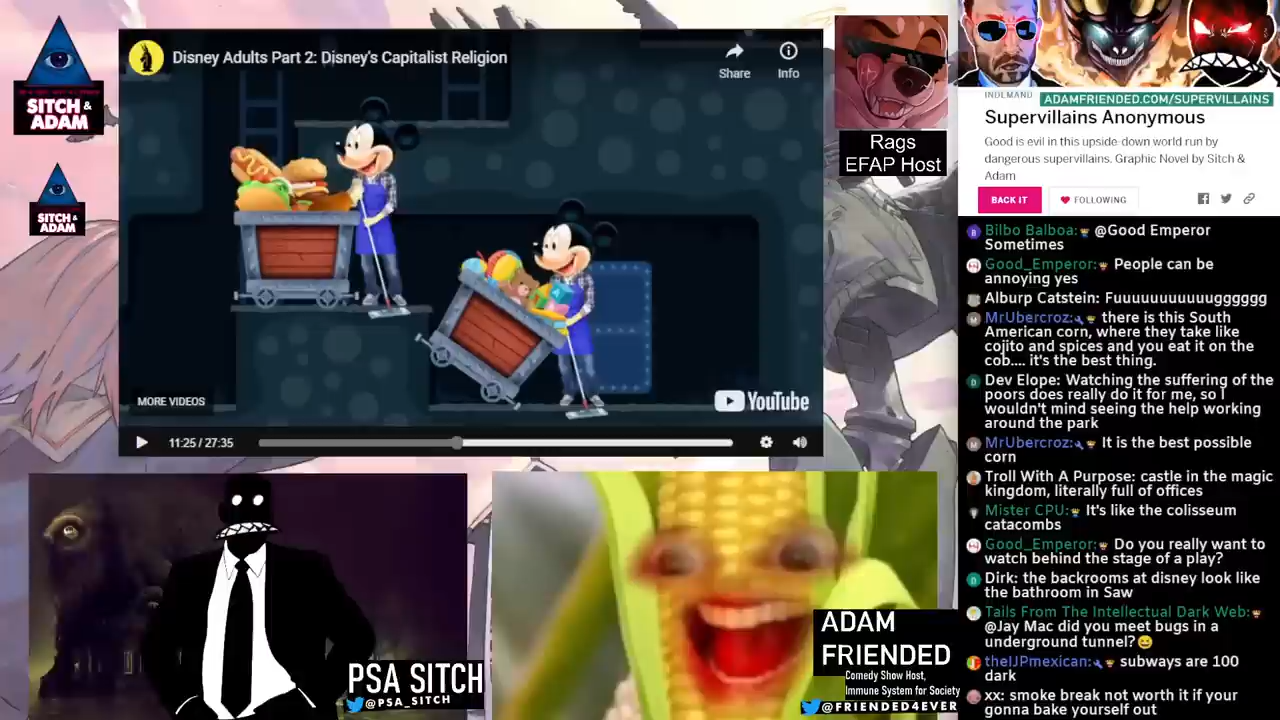 SITCH &
ADAM
SITCH &
ADAM
Disney Adults Part 2: Disney's Capitalist Religion
Share
Info
MORE VIDEOS
YouTube
11:25 / 27:35
Rags
EFAP Host
INDEMAND
ADAMFRIENDED.COM/SUPERVILLAINS
Supervillains Anonymous
Good is evil in this upside-down world run by
dangerous supervillains. Graphic Novel by Sitch &
Adam
BACK IT
FOLLOWING
Bilbo Balboa: @Good Emperor
Sometimes
Good_Emperor: People can be
annoying yes
Alburp Catstein: Fuuuuuuuuuuugggggg
MrUbercroz: there is this South
American corn, where they take like
cojito and spices and you eat it on the
cob.... it's the best thing.
Dev Elope: Watching the suffering of the
poors does really do it for me, so I
wouldn't mind seeing the help working
around the park
MrUbercroz: It is the best possible
corn
Troll With A Purpose: castle in the magic
kingdom, literally full of offices
Mister CPU: It's like the colisseum
catacombs
Good_Emperor: Do you really want to
watch behind the stage of a play?
Dirk: the backrooms at disney look like
the bathroom in Saw
Tails From The Intellectual Dark Web:
@Jay Mac did you meet bugs in a
underground tunnel?😆
theIJPmexican: subways are 100
dark
xx: smoke break not worth it if your
gonna bake yourself out
PSA SITCH
@PSA_SITCH
ADAM
FRIENDED
Comedy Show Host,
Immune System for Society
@FRIENDED4EVER